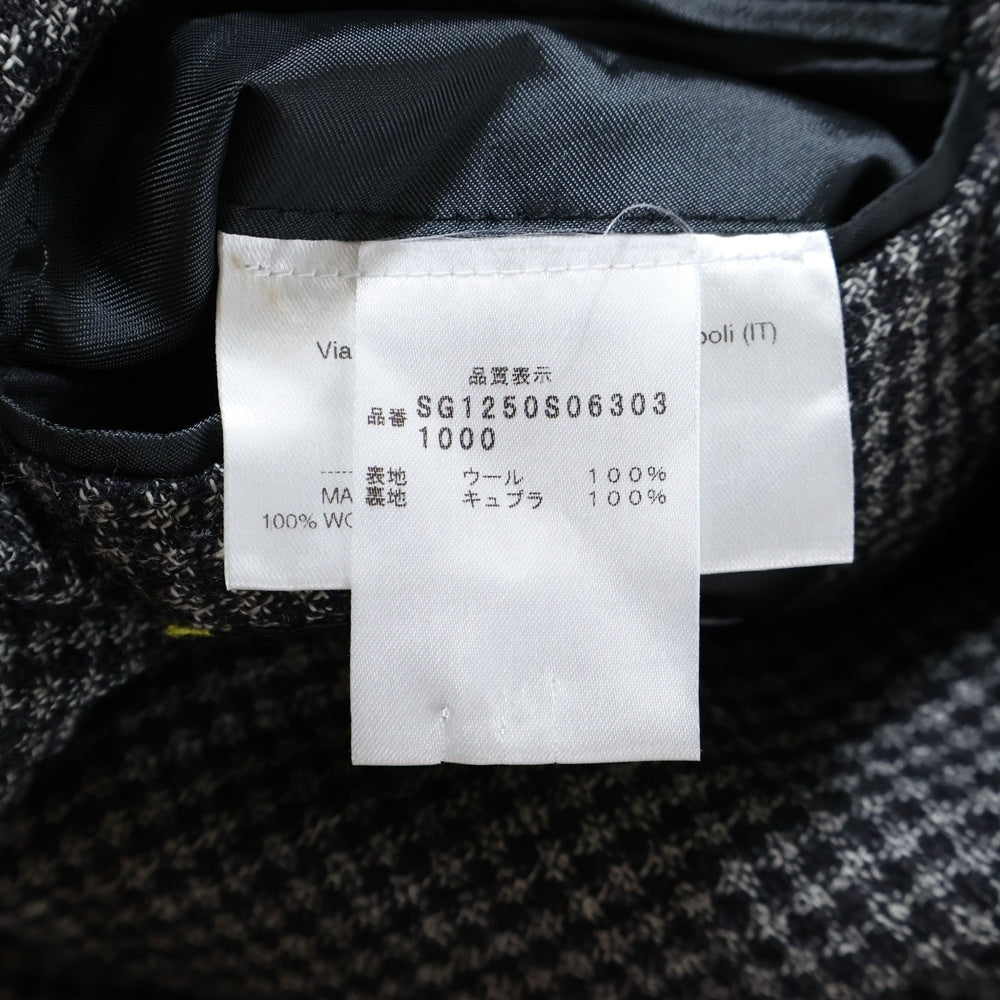 Via
poli (IT)
品質表示
品番 SG1250S06303
1000
表地 ウール 100%
裏地 キュプラ 100%
MA
100% WO